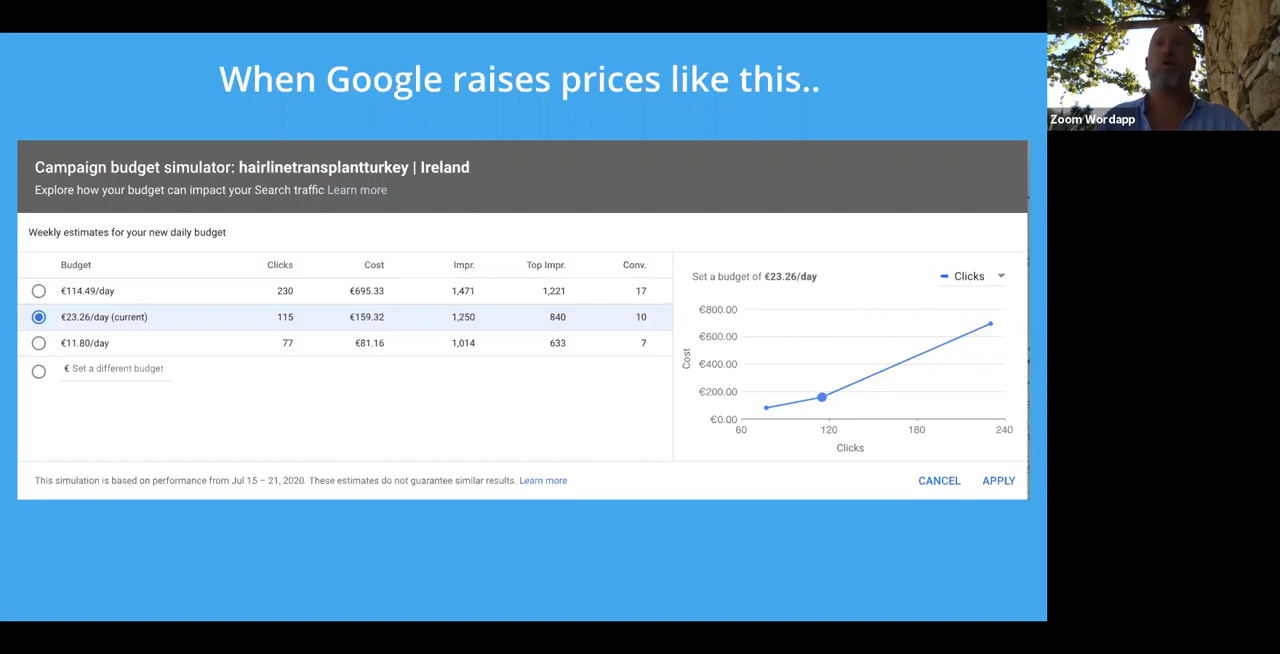 When Google raises prices like this..
Zoom Wordapp
Campaign budget simulator: hairlinetransplantturkey | Ireland
Explore how your budget can impact your Search traffic Learn more
Weekly estimates for your new daily budget
Budget Clicks Cost Impr. Top Impr. Conv.
€114.49/day 230 €695.33 1,471 1,221 17
€23.26/day (current) 115 €159.32 1,250 840 10
€11.80/day 77 €81.16 1,014 633 7
€ Set a different budget
Set a budget of €23.26/day
Clicks
€800.00
€600.00
€400.00
€200.00
€0.00
Cost
60 120 180 240
Clicks
This simulation is based on performance from Jul 15 – 21, 2020. These estimates do not guarantee similar results. Learn more
CANCEL APPLY